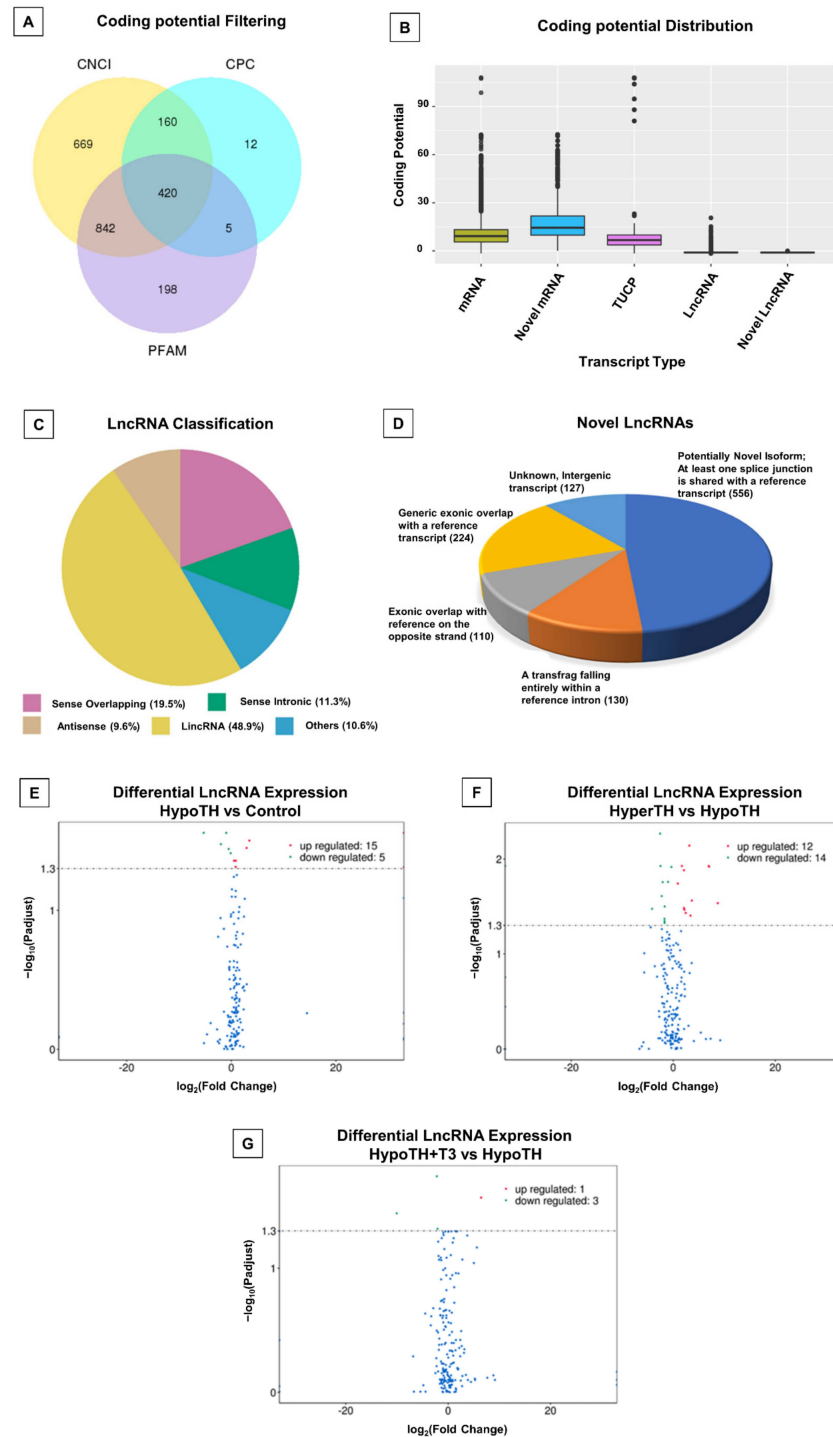 A
Coding potential Filtering
CNCI
CPC
669
160
12
420
842
5
198
PFAM
B
Coding potential Distribution
Coding Potential
90
60
30
0
mRNA
Novel mRNA
TUCP
LncRNA
Novel LncRNA
Transcript Type
C
LncRNA Classification
Sense Overlapping (19.5%)
Sense Intronic (11.3%)
Antisense (9.6%)
LincRNA (48.9%)
Others (10.6%)
D
Novel LncRNAs
Potentially Novel Isoform;
At least one splice junction
is shared with a reference
transcript (556)
Unknown, Intergenic
transcript (127)
Generic exonic overlap
with a reference
transcript (224)
Exonic overlap with
reference on the
opposite strand (110)
A transfrag falling
entirely within a
reference intron (130)
E
Differential LncRNA Expression
HypoTH vs Control
up regulated: 15
down regulated: 5
1.3
1
0
−log10(Padjust)
-20
0
20
log2(Fold Change)
F
Differential LncRNA Expression
HyperTH vs HypoTH
up regulated: 12
down regulated: 14
2
1.3
1
0
−log10(Padjust)
-20
0
20
log2(Fold Change)
G
Differential LncRNA Expression
HypoTH+T3 vs HypoTH
up regulated: 1
down regulated: 3
1.3
1
0
−log10(Padjust)
-20
0
20
log2(Fold Change)